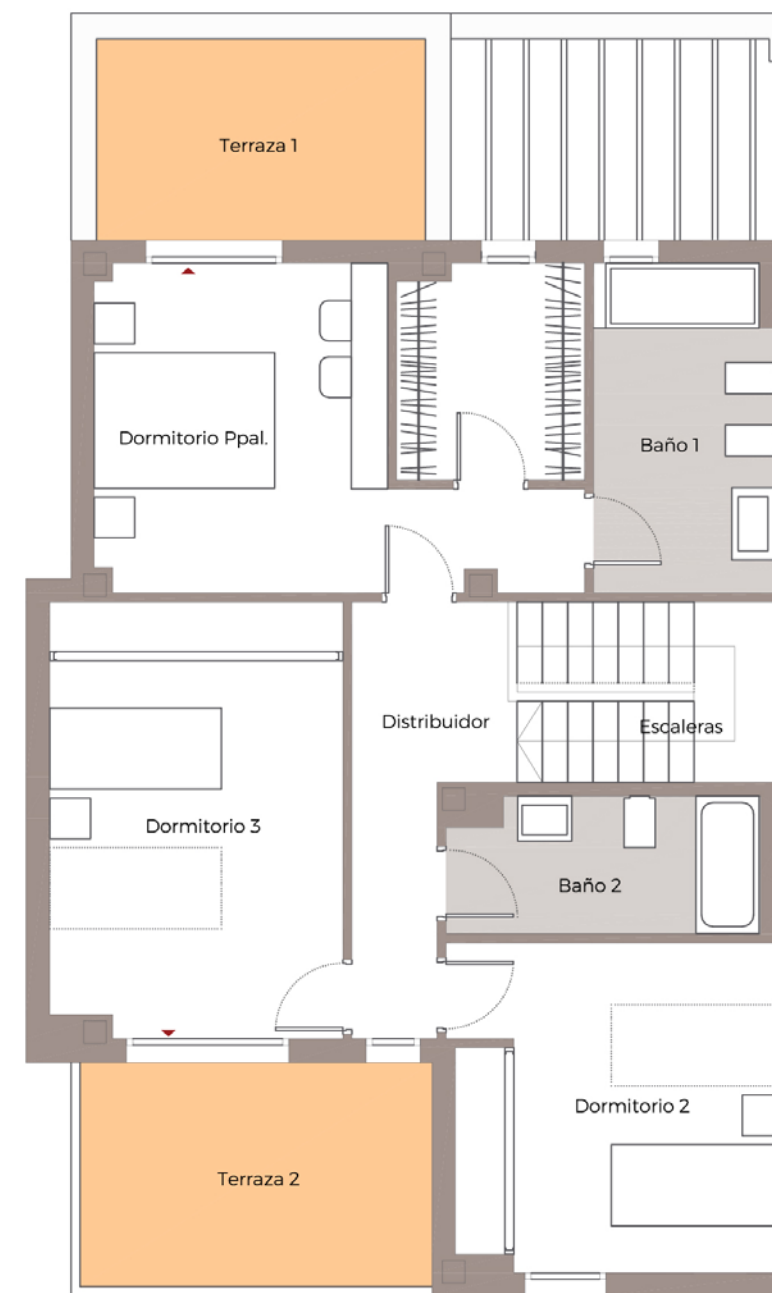 Terraza 1
Dormitorio Ppal.
Baño 1
Distribuidor
Escaleras
Dormitorio 3
Baño 2
Dormitorio 2
Terraza 2